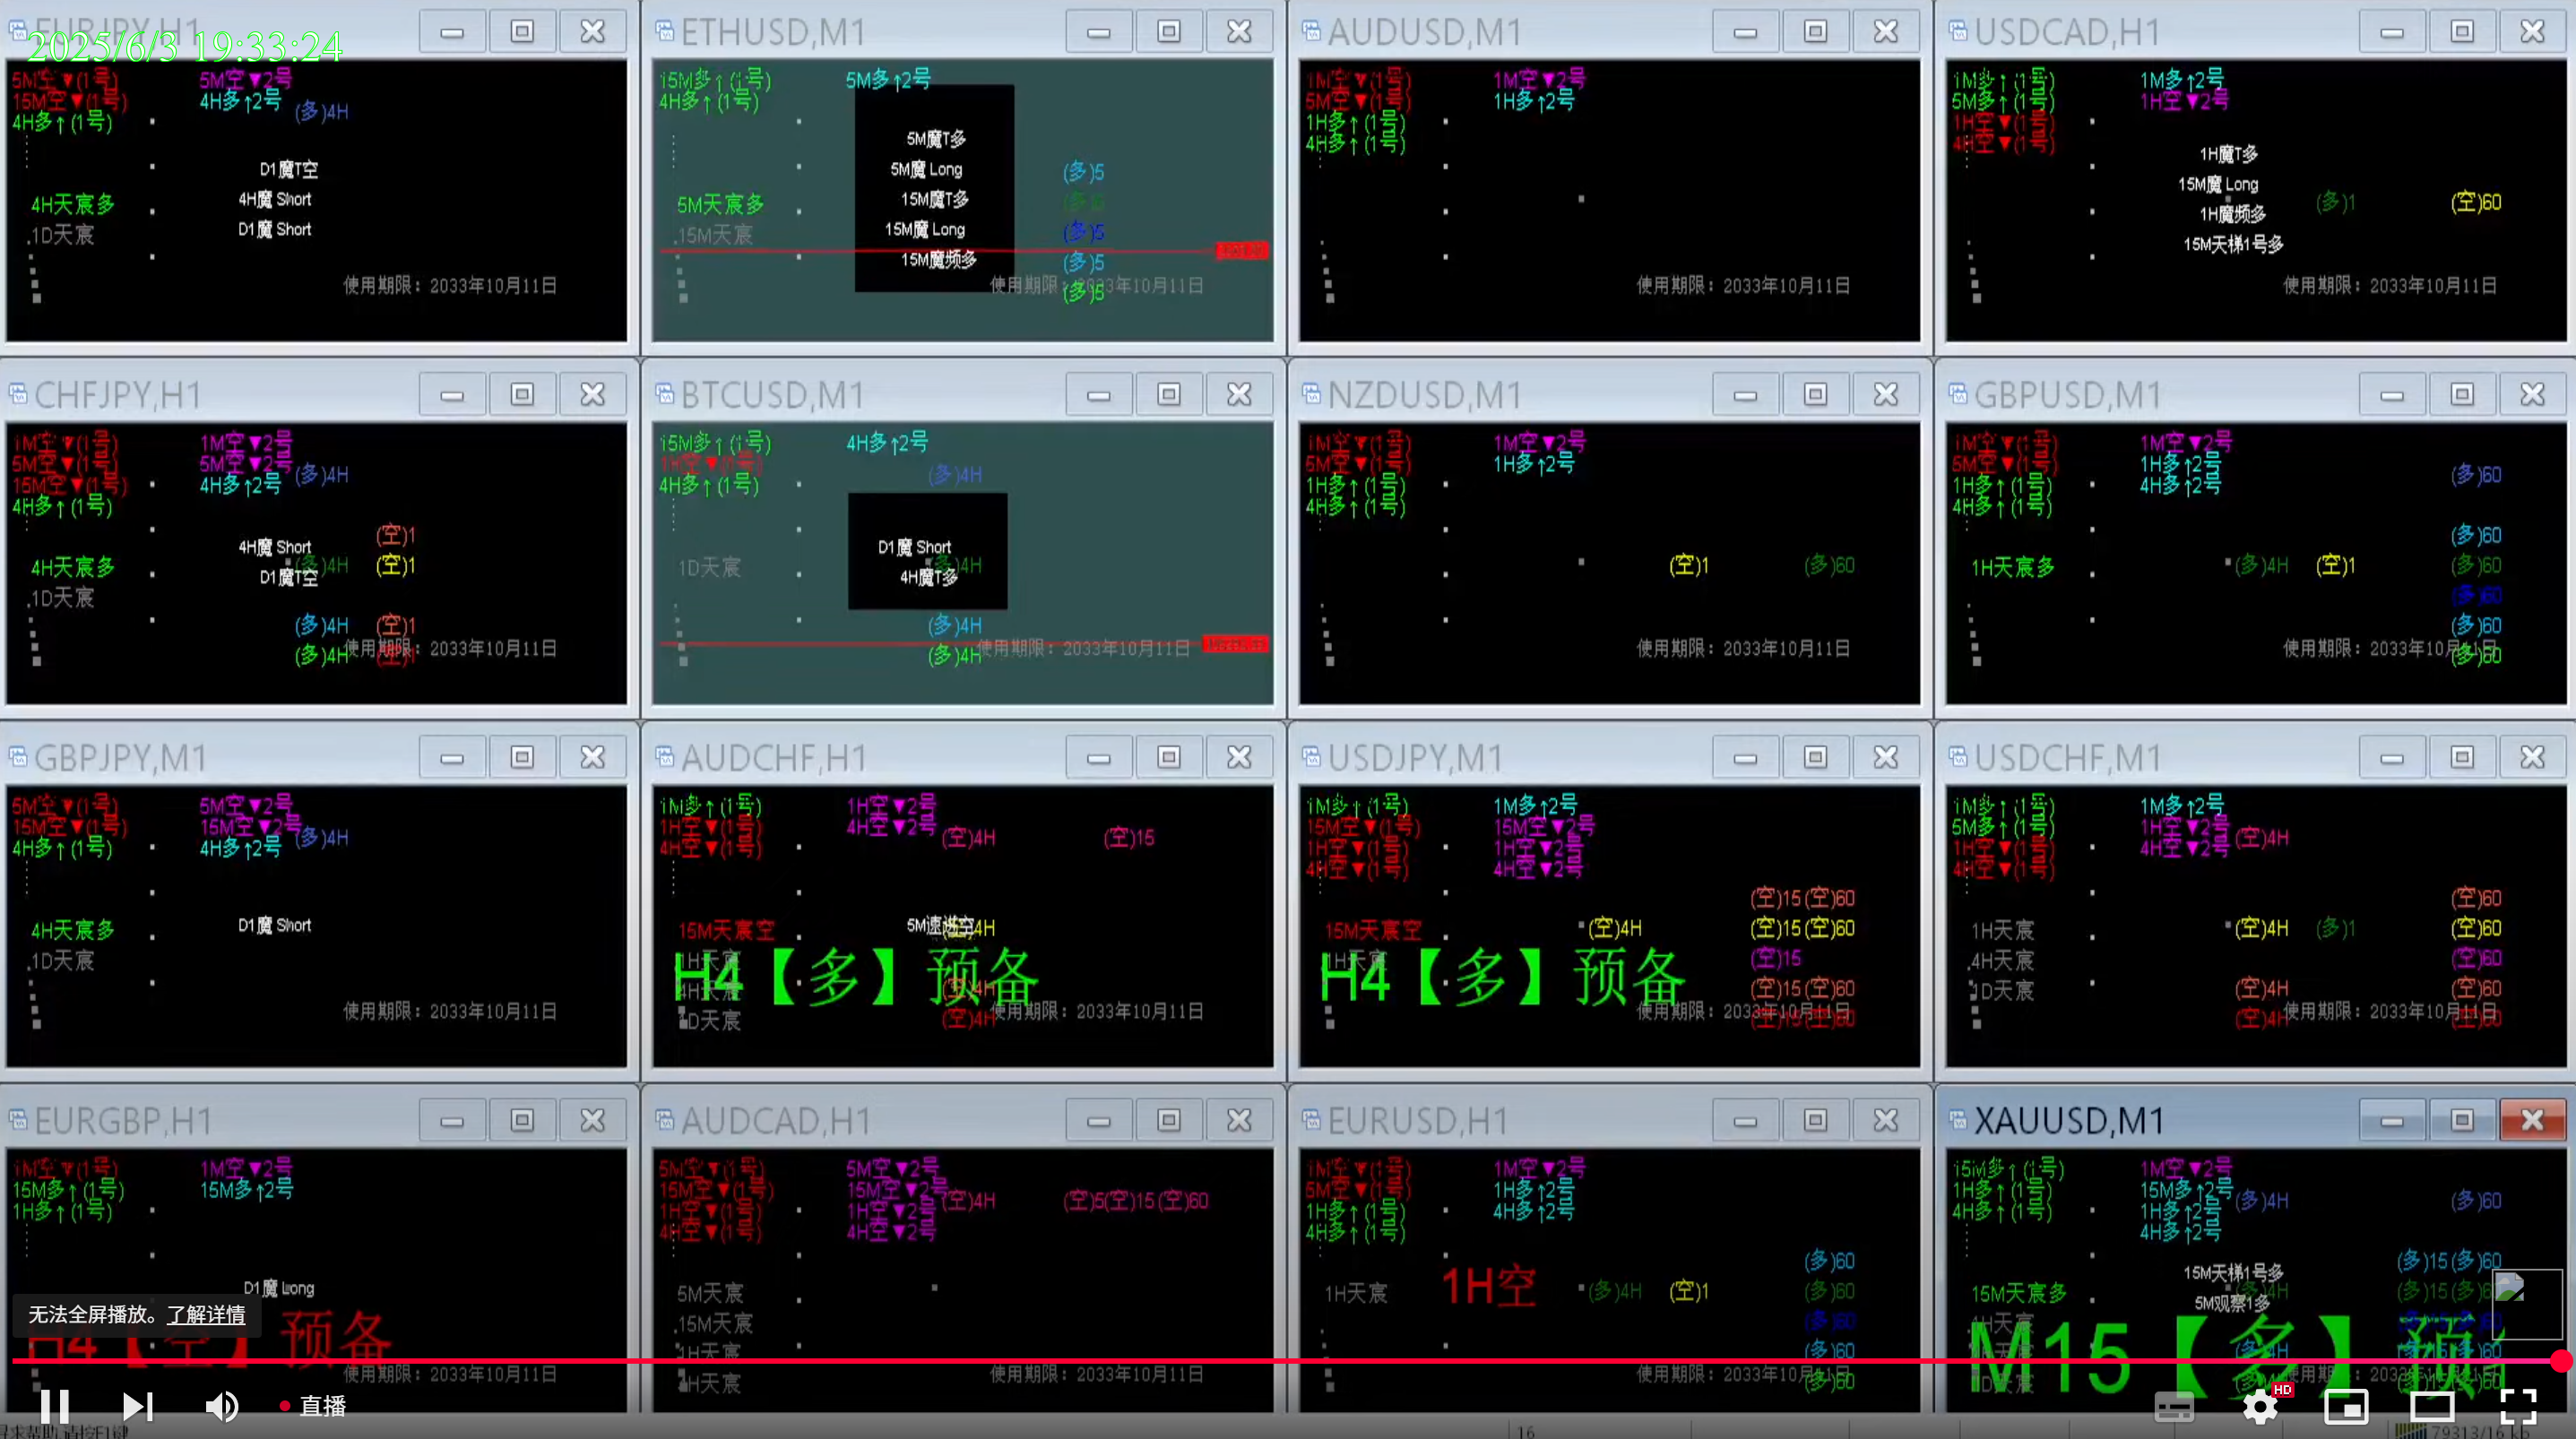 2025/6/3 19:33:24
EURJPY,H1
5M空▼(1号)
15M空▼(1号)
4H多↑(1号)
5M空▼2号
4H多↑2号
(多)4H
D1魔T空
4H魔 Short
D1魔 Short
4H天宸多
1D天宸
使用期限：2033年10月11日
ETHUSD,M1
15M多↑(1号)
4H多↑(1号)
5M多↑2号
5M魔T多
5M魔 Long
15M魔T多
15M魔 Long
15M魔频多
5M天宸多
15M天宸
(多)5
(多)5
(多)5
(多)5
使用期限：2033年10月11日
AUDUSD,M1
1M空▼(1号)
5M空▼(1号)
1H多↑(1号)
4H多↑(1号)
1M空▼2号
1H多↑2号
使用期限：2033年10月11日
USDCAD,H1
1M多↑(1号)
5M多↑(1号)
1H空▼(1号)
4H空▼(1号)
1M多↑2号
1H空▼2号
1H魔T多
15M魔 Long
1H魔频多
15M天梯1号多
(多)1
(空)60
使用期限：2033年10月11日
CHFJPY,H1
1M空▼(1号)
5M空▼(1号)
15M空▼(1号)
4H多↑(1号)
1M空▼2号
5M空▼2号
4H多↑2号
(多)4H
4H魔 Short
(多)4H
D1魔T空
(空)1
(空)1
4H天宸多
1D天宸
(多)4H
(空)1
(多)4H
(空)1
使用期限：2033年10月11日
BTCUSD,M1
15M多↑(1号)
1H空▼(1号)
4H多↑(1号)
4H多↑2号
(多)4H
D1魔 Short
(多)4H
4H魔T多
1D天宸
(多)4H
(多)4H
使用期限：2033年10月11日
NZDUSD,M1
1M空▼(1号)
5M空▼(1号)
1H多↑(1号)
4H多↑(1号)
1M空▼2号
1H多↑2号
(空)1
(多)60
使用期限：2033年10月11日
GBPUSD,M1
1M空▼(1号)
5M空▼(1号)
1H多↑(1号)
4H多↑(1号)
1M空▼2号
1H多↑2号
4H多↑2号
(多)60
(多)60
1H天宸多
(多)4H
(空)1
(多)60
(多)60
(多)60
(多)60
使用期限：2033年10月11日
GBPJPY,M1
5M空▼(1号)
15M空▼(1号)
4H多↑(1号)
5M空▼2号
15M空▼2号
4H多↑2号
(多)4H
D1魔 Short
4H天宸多
1D天宸
使用期限：2033年10月11日
AUDCHF,H1
1M多↑(1号)
1H空▼(1号)
4H空▼(1号)
1H空▼2号
4H空▼2号
(空)4H
(空)15
15M天宸空
1H天宸
4H天宸
1D天宸
H4【多】预备
(空)4H
(空)4H
使用期限：2033年10月11日
USDJPY,M1
1M多↑(1号)
15M空▼(1号)
1H空▼(1号)
4H空▼(1号)
1M多↑2号
15M空▼2号
1H空▼2号
4H空▼2号
(空)15(空)60
15M天宸空
(空)4H
(空)15(空)60
1H天宸
(空)15
H4【多】预备
(空)15(空)60
(空)15(空)60
使用期限：2033年10月11日
USDCHF,M1
1M多↑(1号)
5M多↑(1号)
1H空▼(1号)
4H空▼(1号)
1M多↑2号
1H空▼2号
4H空▼2号
(空)4H
(空)60
1H天宸
(空)4H
(多)1
(空)60
4H天宸
(空)60
1D天宸
(空)4H
(空)60
(空)4H
(空)60
使用期限：2033年10月11日
EURGBP,H1
1M空▼(1号)
15M多↑(1号)
1H多↑(1号)
1M空▼2号
15M多↑2号
D1魔 Long
H4【空】预备
使用期限：2033年10月11日
AUDCAD,H1
5M空▼(1号)
15M空▼(1号)
1H空▼(1号)
4H空▼(1号)
5M空▼2号
15M空▼2号
1H空▼2号
4H空▼2号
(空)4H
(空)5(空)15(空)60
5M天宸
15M天宸
1H天宸
4H天宸
使用期限：2033年10月11日
EURUSD,H1
1M空▼(1号)
5M空▼(1号)
1H多↑(1号)
4H多↑(1号)
1M空▼2号
1H多↑2号
4H多↑2号
(多)60
1H天宸
1H空
(多)4H
(空)1
(多)60
(多)60
(多)60
(多)60
使用期限：2033年10月11日
XAUUSD,M1
15M多↑(1号)
1H多↑(1号)
4H多↑(1号)
1M空▼2号
15M多↑2号
1H多↑2号
4H多↑2号
(多)4H
(多)60
(多)15(多)60
15M天梯1号多
15M天宸多
5M观察1多
M15【多】预
使用期限：2033年10月11日
无法全屏播放。了解详情
直播
HD
16